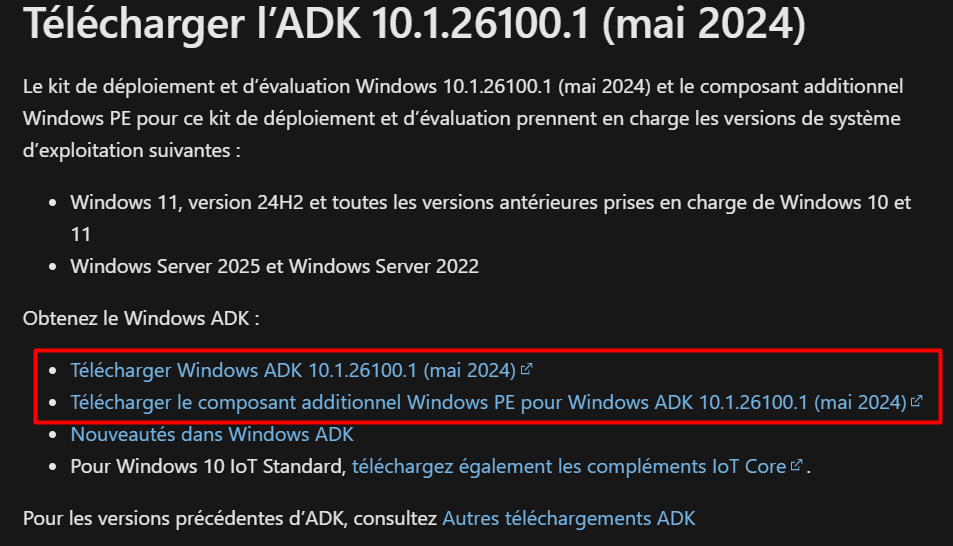 Télécharger l’ADK 10.1.26100.1 (mai 2024)
Le kit de déploiement et d’évaluation Windows 10.1.26100.1 (mai 2024) et le composant additionnel
Windows PE pour ce kit de déploiement et d’évaluation prennent en charge les versions de système
d’exploitation suivantes :
• Windows 11, version 24H2 et toutes les versions antérieures prises en charge de Windows 10 et
11
• Windows Server 2025 et Windows Server 2022
Obtenez le Windows ADK :
• Télécharger Windows ADK 10.1.26100.1 (mai 2024)
• Télécharger le composant additionnel Windows PE pour Windows ADK 10.1.26100.1 (mai 2024)
• Nouveautés dans Windows ADK
• Pour Windows 10 IoT Standard, téléchargez également les compléments IoT Core .
Pour les versions précédentes d’ADK, consultez Autres téléchargements ADK